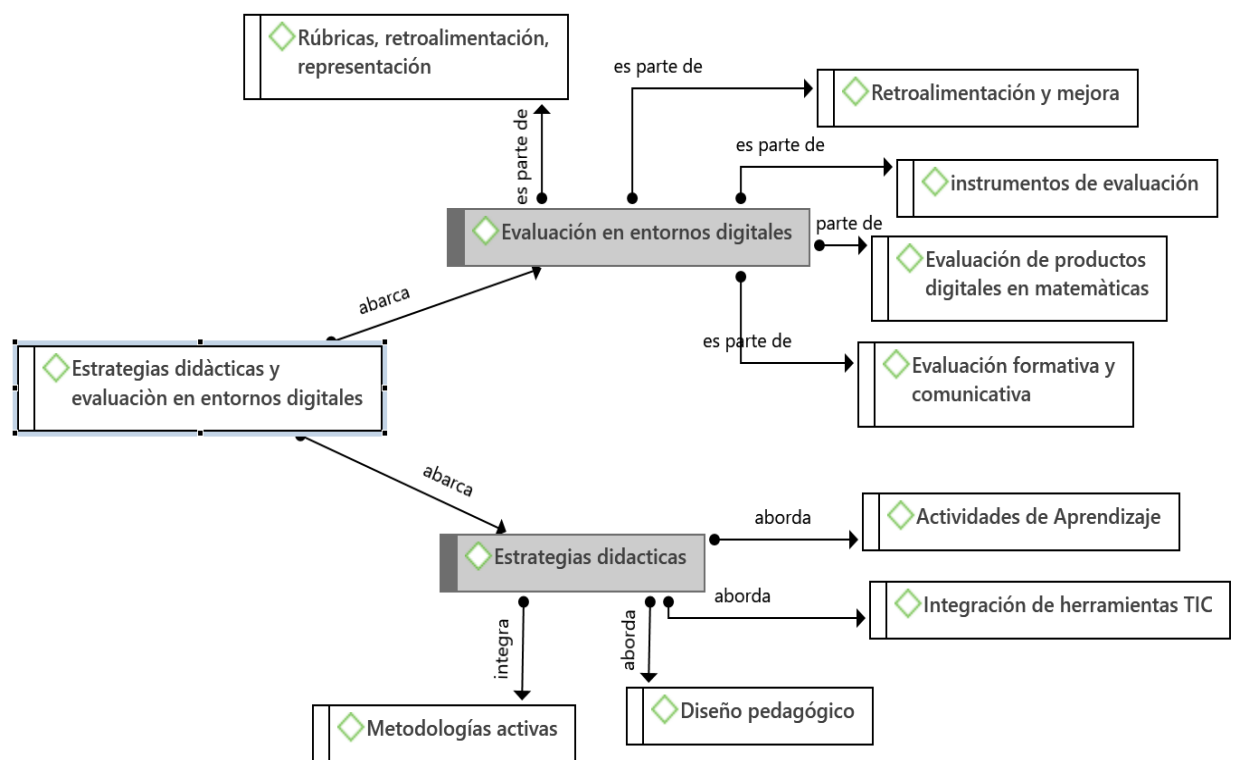 Rúbricas, retroalimentación,
representación
es parte de
Retroalimentación y mejora
es parte de
es parte de
instrumentos de evaluación
Evaluación en entornos digitales
parte de
Evaluación de productos
digitales en matemàticas
abarca
es parte de
Evaluación formativa y
comunicativa
Estrategias didàcticas y
evaluaciòn en entornos digitales
abarca
aborda
Actividades de Aprendizaje
Estrategias didacticas
aborda
Integración de herramientas TIC
integra
aborda
Diseño pedagógico
Metodologías activas